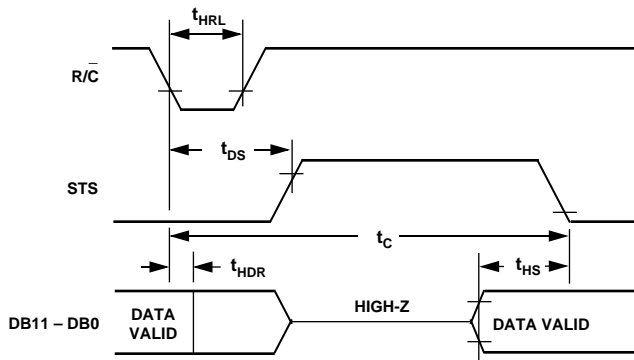 tHRL
R/C̅
tDS
STS
tC
tHDR
tHS
DB11 – DB0
DATA
VALID
HIGH-Z
DATA VALID